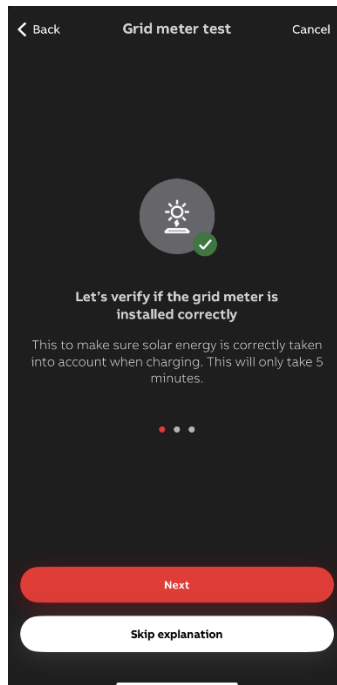 Back Grid meter test Cancel
Let's verify if the grid meter is
installed correctly
This to make sure solar energy is correctly taken
into account when charging. This will only take 5
minutes.
Next
Skip explanation